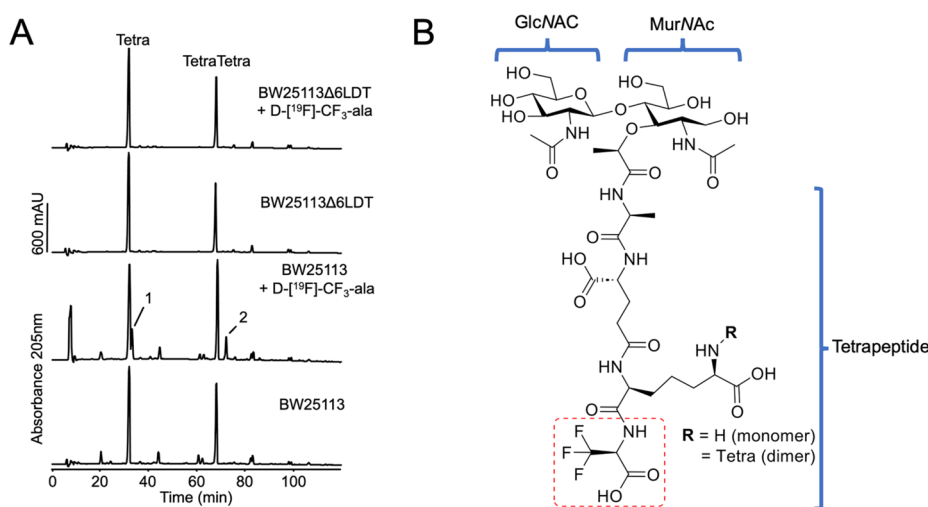 A
Tetra
TetraTetra
BW25113Δ6LDT
+ D-[¹⁹F]-CF₃-ala
BW25113Δ6LDT
BW25113
+ D-[¹⁹F]-CF₃-ala
1
2
BW25113
600 mAU
Absorbance 205nm
0 20 40 60 80 100
Time (min)
B
GlcNAC
MurNAc
HO
OH
HO
O
HO
NH
O
O
O
HO
O
OH
NH
O
O
HN
O
NH
HO
O
O
HN
R
HN
OH
O
O
NH
F
F
F
O
HO
R = H (monomer)
= Tetra (dimer)
Tetrapeptide